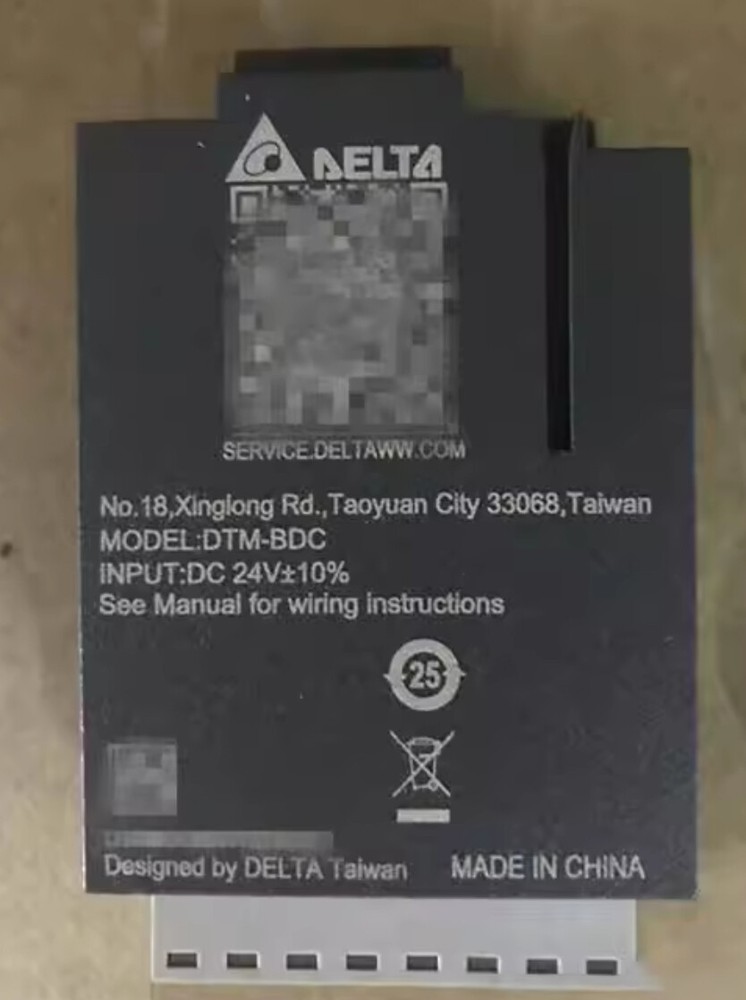 DELTA
SERVICE.DELTAWW.COM
No.18,Xinglong Rd.,Taoyuan City 33068,Taiwan
MODEL:DTM-BDC
INPUT:DC 24V±10%
See Manual for wiring instructions
25
Designed by DELTA Taiwan MADE IN CHINA